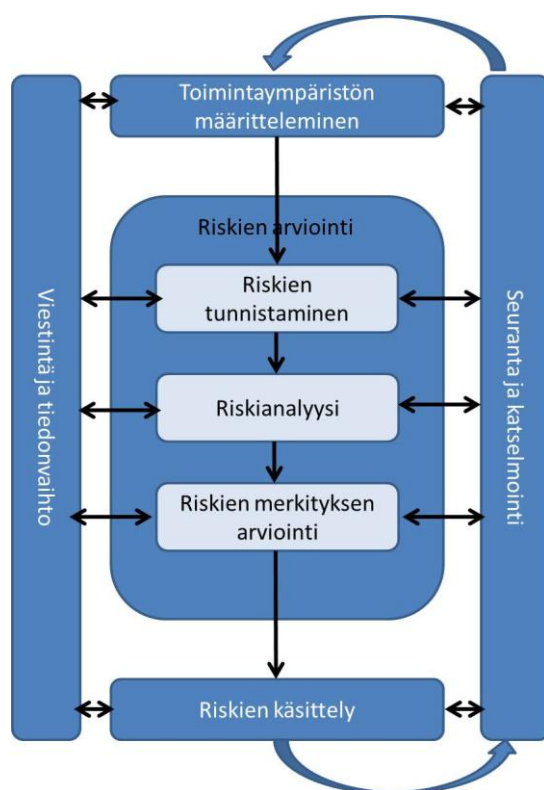 Toimintaympäristön
määritteleminen
Viestintä ja tiedonvaihto
Riskien arviointi
Riskien
tunnistaminen
Riskianalyysi
Riskien merkityksen
arviointi
Seuranta ja katselmointi
Riskien käsittely